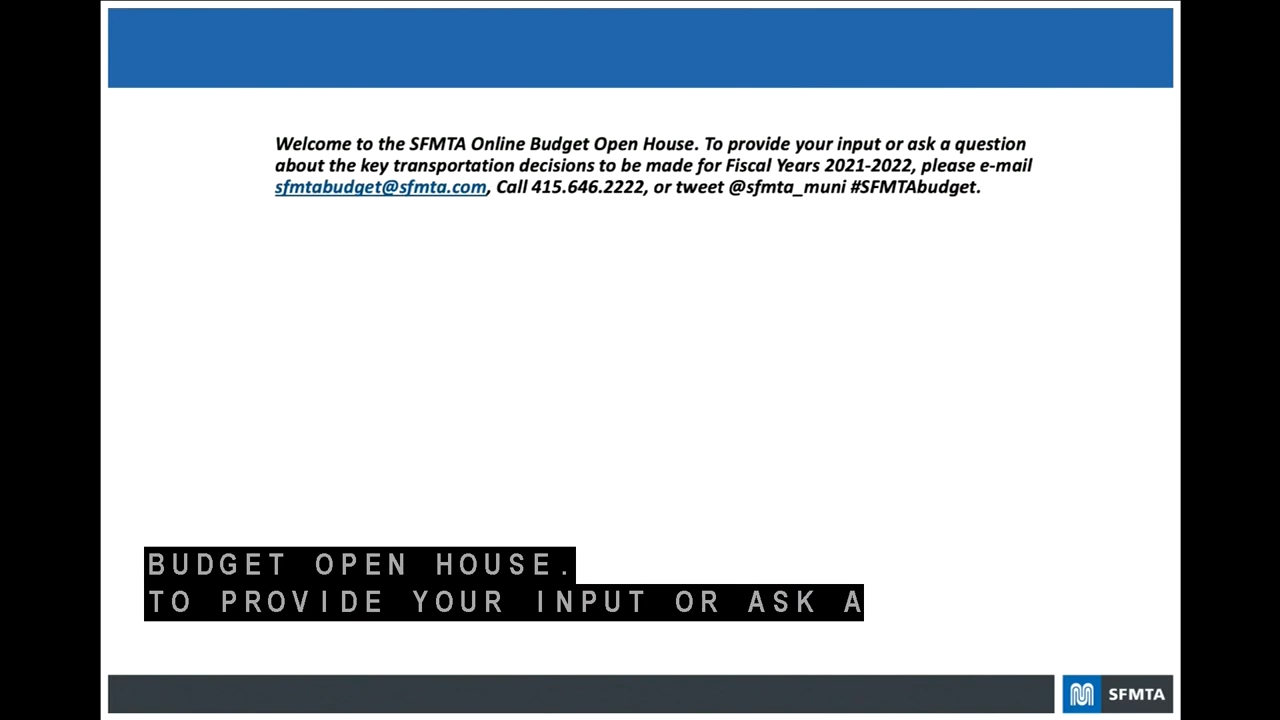 Welcome to the SFMTA Online Budget Open House. To provide your input or ask a question
about the key transportation decisions to be made for Fiscal Years 2021-2022, please e-mail
sfmtabudget@sfmta.com, Call 415.646.2222, or tweet @sfmta_muni #SFMTAbudget.
BUDGET OPEN HOUSE.
TO PROVIDE YOUR INPUT OR ASK A
SFMTA